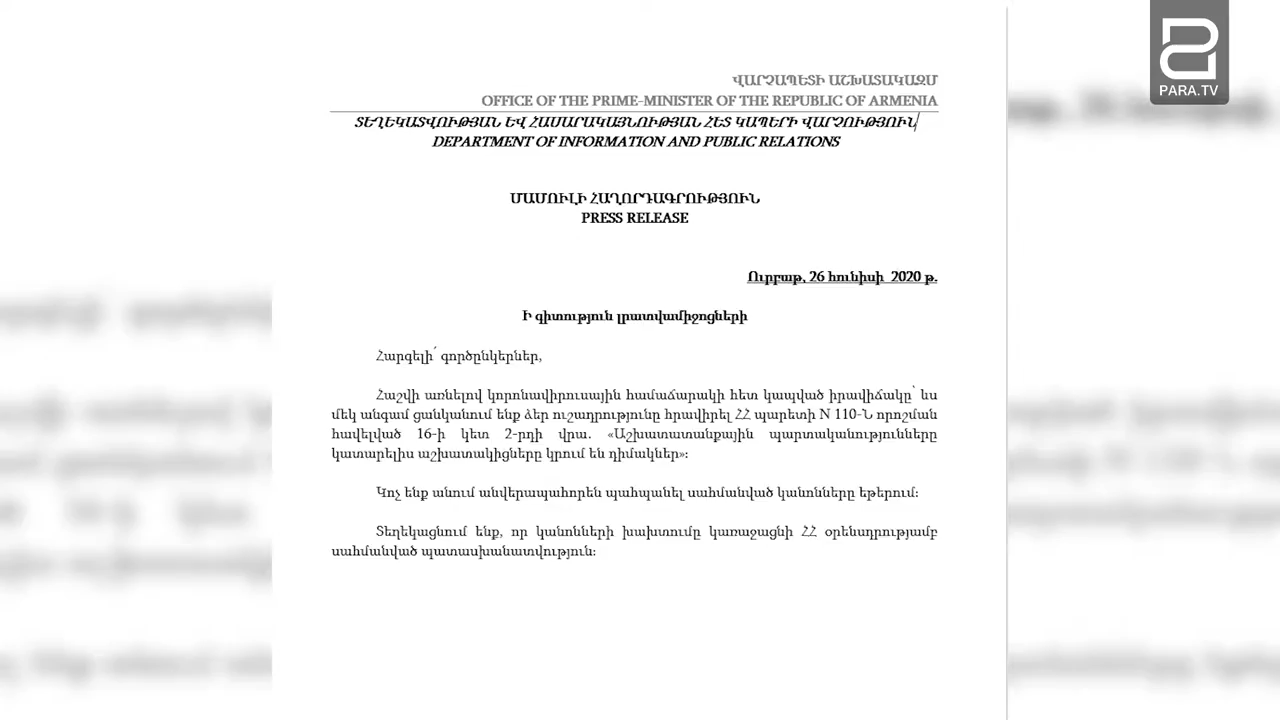 PARA.TV
ՎԱՐՉԱՊԵՏԻ ԱՇԽԱՏԱԿԱԶՄ
OFFICE OF THE PRIME-MINISTER OF THE REPUBLIC OF ARMENIA
ՏԵՂԵԿԱՏՎՈՒԹՅԱՆ ԵՎ ՀԱՍԱՐԱԿԱՅՆՈՒԹՅԱՆ ՀԵՏ ԿԱՊԵՐԻ ՎԱՐՉՈՒԹՅՈՒՆ
DEPARTMENT OF INFORMATION AND PUBLIC RELATIONS
ՄԱՄՈՒԼԻ ՀԱՂՈՐԴԱԳՐՈՒԹՅՈՒՆ
PRESS RELEASE
Ուրբաթ, 26 հունիսի 2020 թ.
Ի գիտություն լրատվամիջոցների
Հարգելի՛ գործընկերներ,
Հաշվի առնելով կորոնավիրուսային համաճարակի հետ կապված իրավիճակը՝ ևս
մեկ անգամ ցանկանում ենք ձեր ուշադրությունը հրավիրել ՀՀ պարետի N 110-Ն որոշման
հավելված 16-ի կետ 2-րդի վրա. «Աշխատատանքային պարտականությունները
կատարելիս աշխատակիցները կրում են դիմակներ»։
Կոչ ենք անում անվերապահորեն պահպանել սահմանված կանոնները եթերում։
Տեղեկացնում ենք, որ կանոնների խախտումը կառաջացնի ՀՀ օրենսդրությամբ
սահմանված պատասխանատվություն։